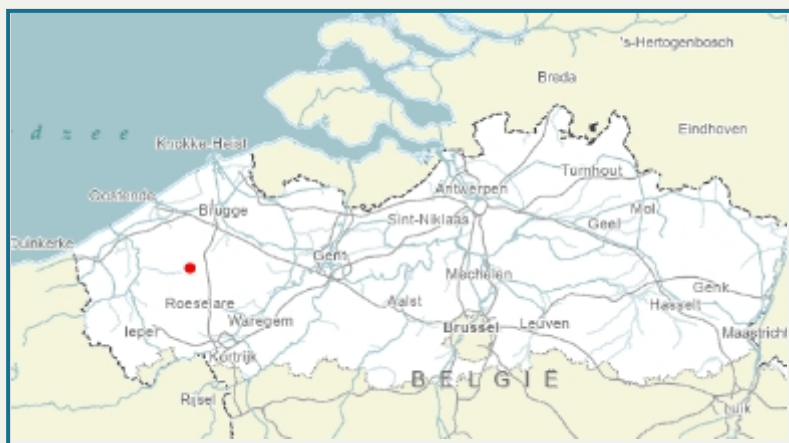 's-Hertogenbosch
Breda
d z e e
Eindhoven
Knokke-Heist
Turnhout
Antwerpen
Oostende
Brugge
Mol
Sint-Niklaas
Geel
Duinkerke
Gent
Mechelen
Genk
Roeselare
Aalst
Hasselt
Waregem
Ieper
Brussel
Leuven
Maastricht
Kortrijk
BELGIË
Rijsel
Luik